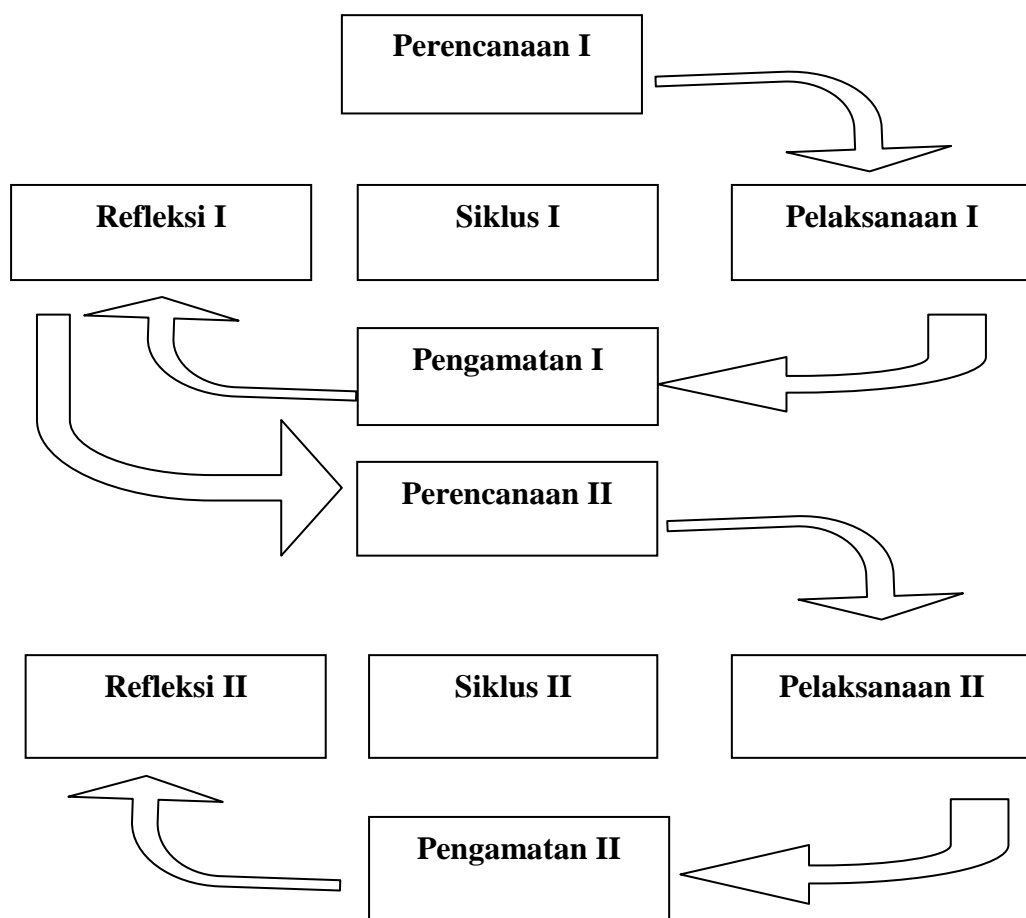 Perencanaan I
Refleksi I
Siklus I
Pelaksanaan I
Pengamatan I
Perencanaan II
Refleksi II
Siklus II
Pelaksanaan II
Pengamatan II